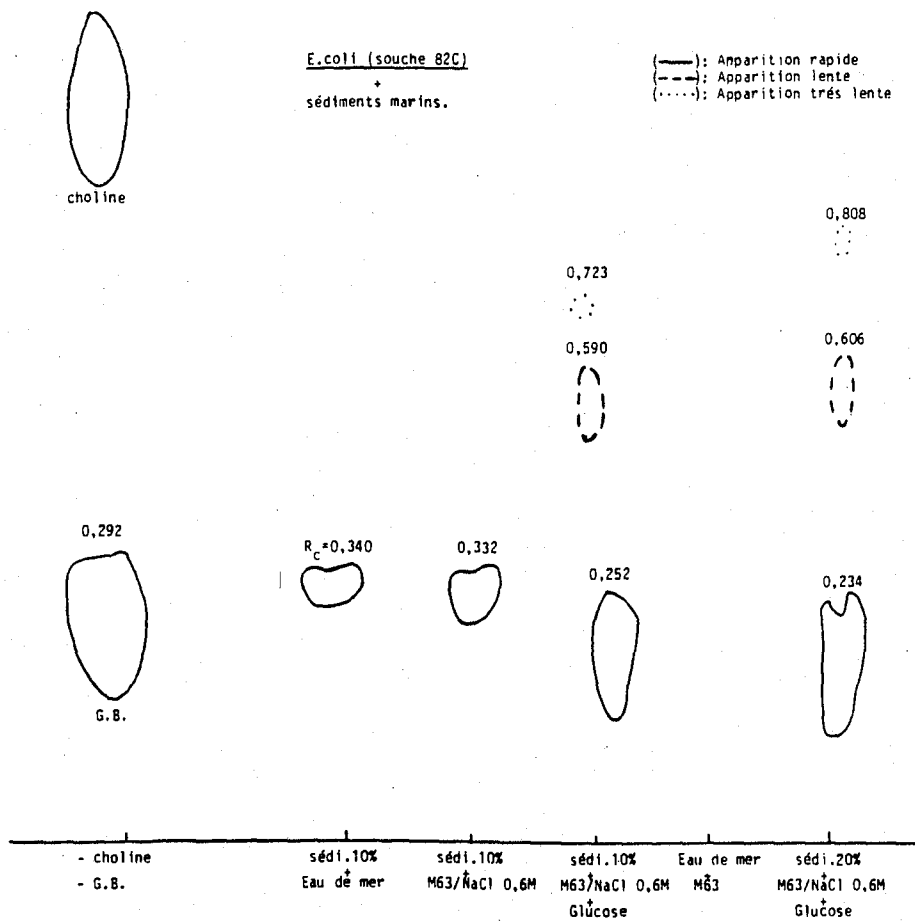 E.coli (souche 82C)
+
sédiments marins.
(——): Apparition rapide
(---): Apparition lente
(.....): Apparition trés lente
choline
0,808
0,723
0,590
0,606
0,292
R_C=0,340
0,332
0,252
0,234
G.B.
- choline
- G.B.
sédi.10%
+
Eau de mer
sédi.10%
+
M63/NaCl 0,6M
sédi.10%
+
M63/NaCl 0,6M
+
Glucose
Eau de mer
+
M63
sédi.20%
+
M63/NaCl 0,6M
+
Glucose